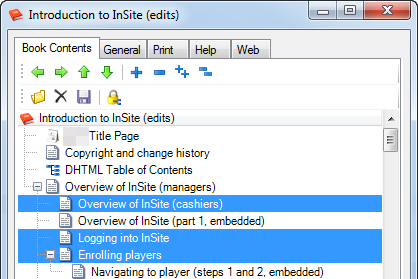 Introduction to InSite (edits)
Book Contents General Print Help Web
Introduction to InSite (edits)
Title Page
Copyright and change history
DHTML Table of Contents
Overview of InSite (managers)
Overview of InSite (cashiers)
Overview of InSite (part 1, embedded)
Logging into InSite
Enrolling players
Navigating to player (steps 1 and 2, embedded)